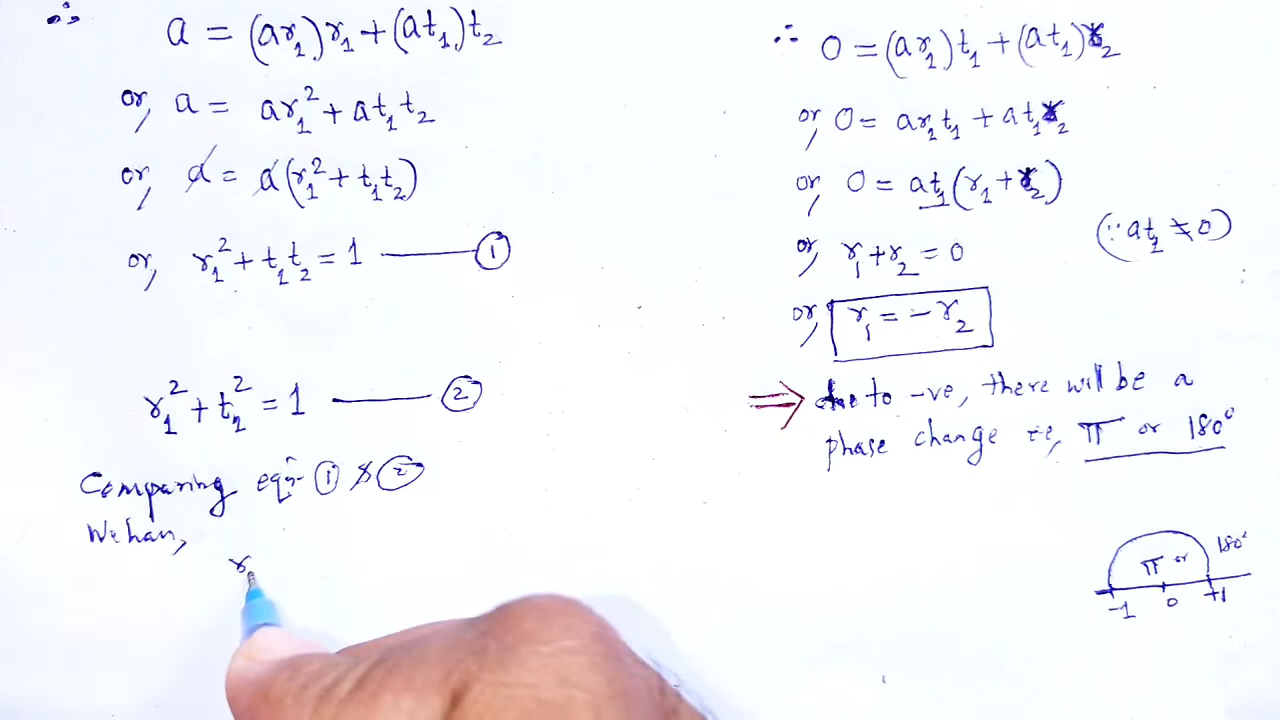 ∴ a = (ar₁)r₁ + (at₁)t₂
or, a = ar₁² + at₁t₂
or, a = a(r₁² + t₁t₂)
or, r₁² + t₁t₂ = 1 ——— ①
r₁² + t₂² = 1 ——— ②
Comparing eqn ① & ②
We han,
r
∴ 0 = (ar₁)t₁ + (at₁)r₂
or, 0 = ar₁t₁ + at₁r₂
or, 0 = at₁(r₁ + r₂)
(∵ at₂ ≠ 0)
or, r₁ + r₂ = 0
or, r₁ = − r₂
⇒ due to -ve, there will be a
phase change ie, π or 180°
π or 180°
-1 0 +1